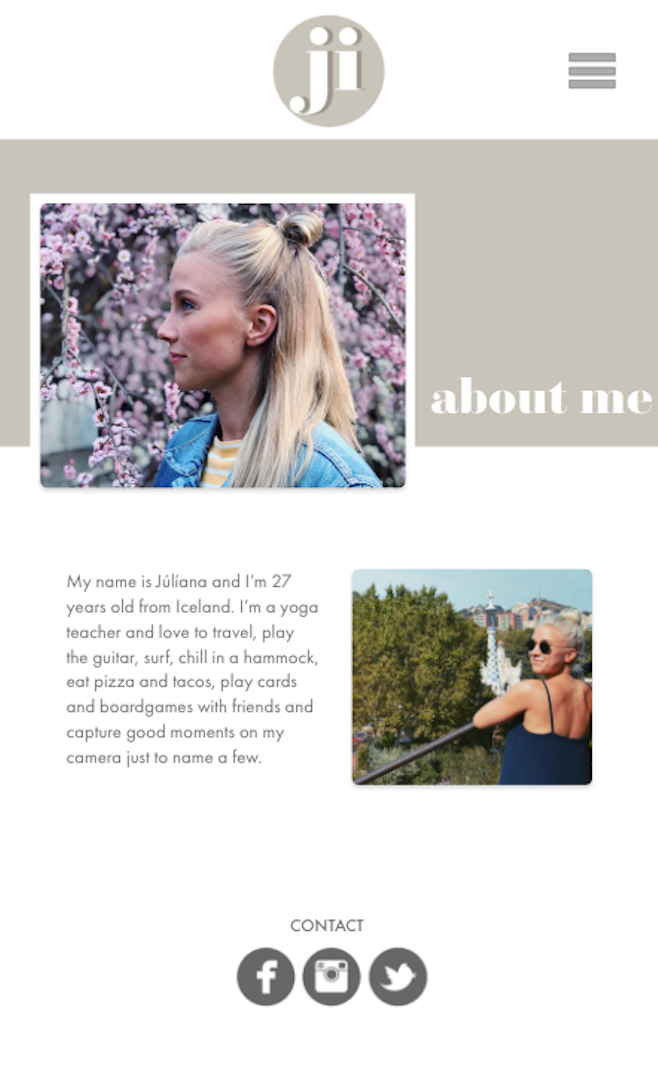 ji
about me
My name is Júlíana and I’m 27
years old from Iceland. I’m a yoga
teacher and love to travel, play
the guitar, surf, chill in a hammock,
eat pizza and tacos, play cards
and boardgames with friends and
capture good moments on my
camera just to name a few.
CONTACT
f